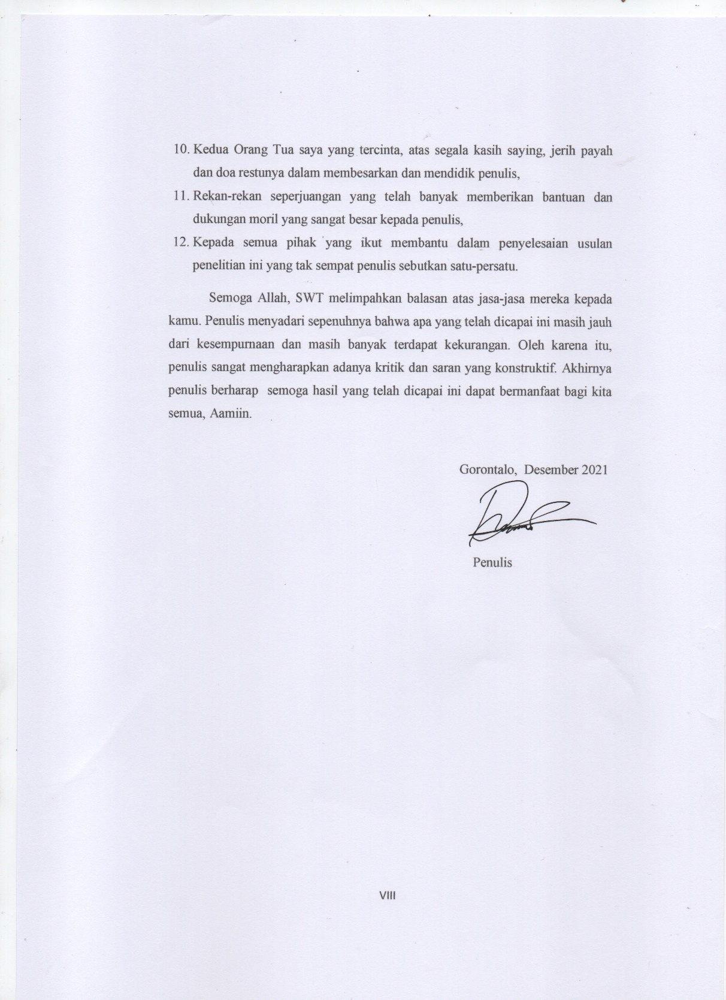 10. Kedua Orang Tua saya yang tercinta, atas segala kasih saying, jerih payah
dan doa restunya dalam membesarkan dan mendidik penulis,
11. Rekan-rekan seperjuangan yang telah banyak memberikan bantuan dan
dukungan moril yang sangat besar kepada penulis,
12. Kepada semua pihak yang ikut membantu dalam penyelesaian usulan
penelitian ini yang tak sempat penulis sebutkan satu-persatu.
Semoga Allah, SWT melimpahkan balasan atas jasa-jasa mereka kepada
kamu. Penulis menyadari sepenuhnya bahwa apa yang telah dicapai ini masih jauh
dari kesempurnaan dan masih banyak terdapat kekurangan. Oleh karena itu,
penulis sangat mengharapkan adanya kritik dan saran yang konstruktif. Akhirnya
penulis berharap semoga hasil yang telah dicapai ini dapat bermanfaat bagi kita
semua, Aamiin.
Gorontalo, Desember 2021
Penulis
VIII